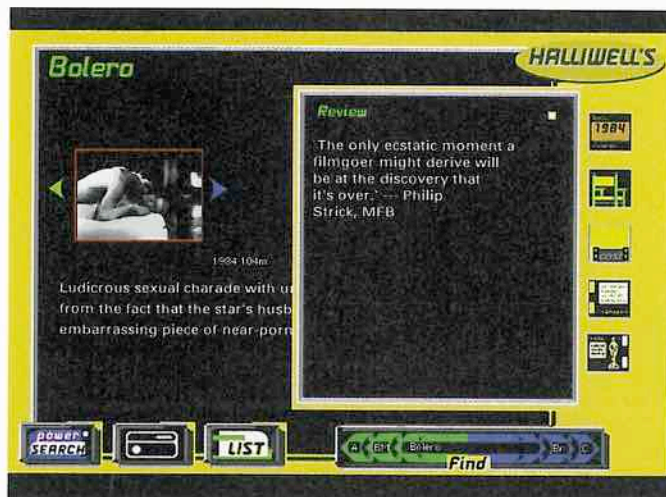 Bolero
HALLIWELL'S
1984 104m
Ludicrous sexual charade with
from the fact that the star's husb
embarrassing piece of near-porn
Review
'The only ecstatic moment a
filmgoer might derive will
be at the discovery that
it's over.' --- Philip
Strick, MFB
1984
power
SEARCH
LIST
A
Bolero
C
Find